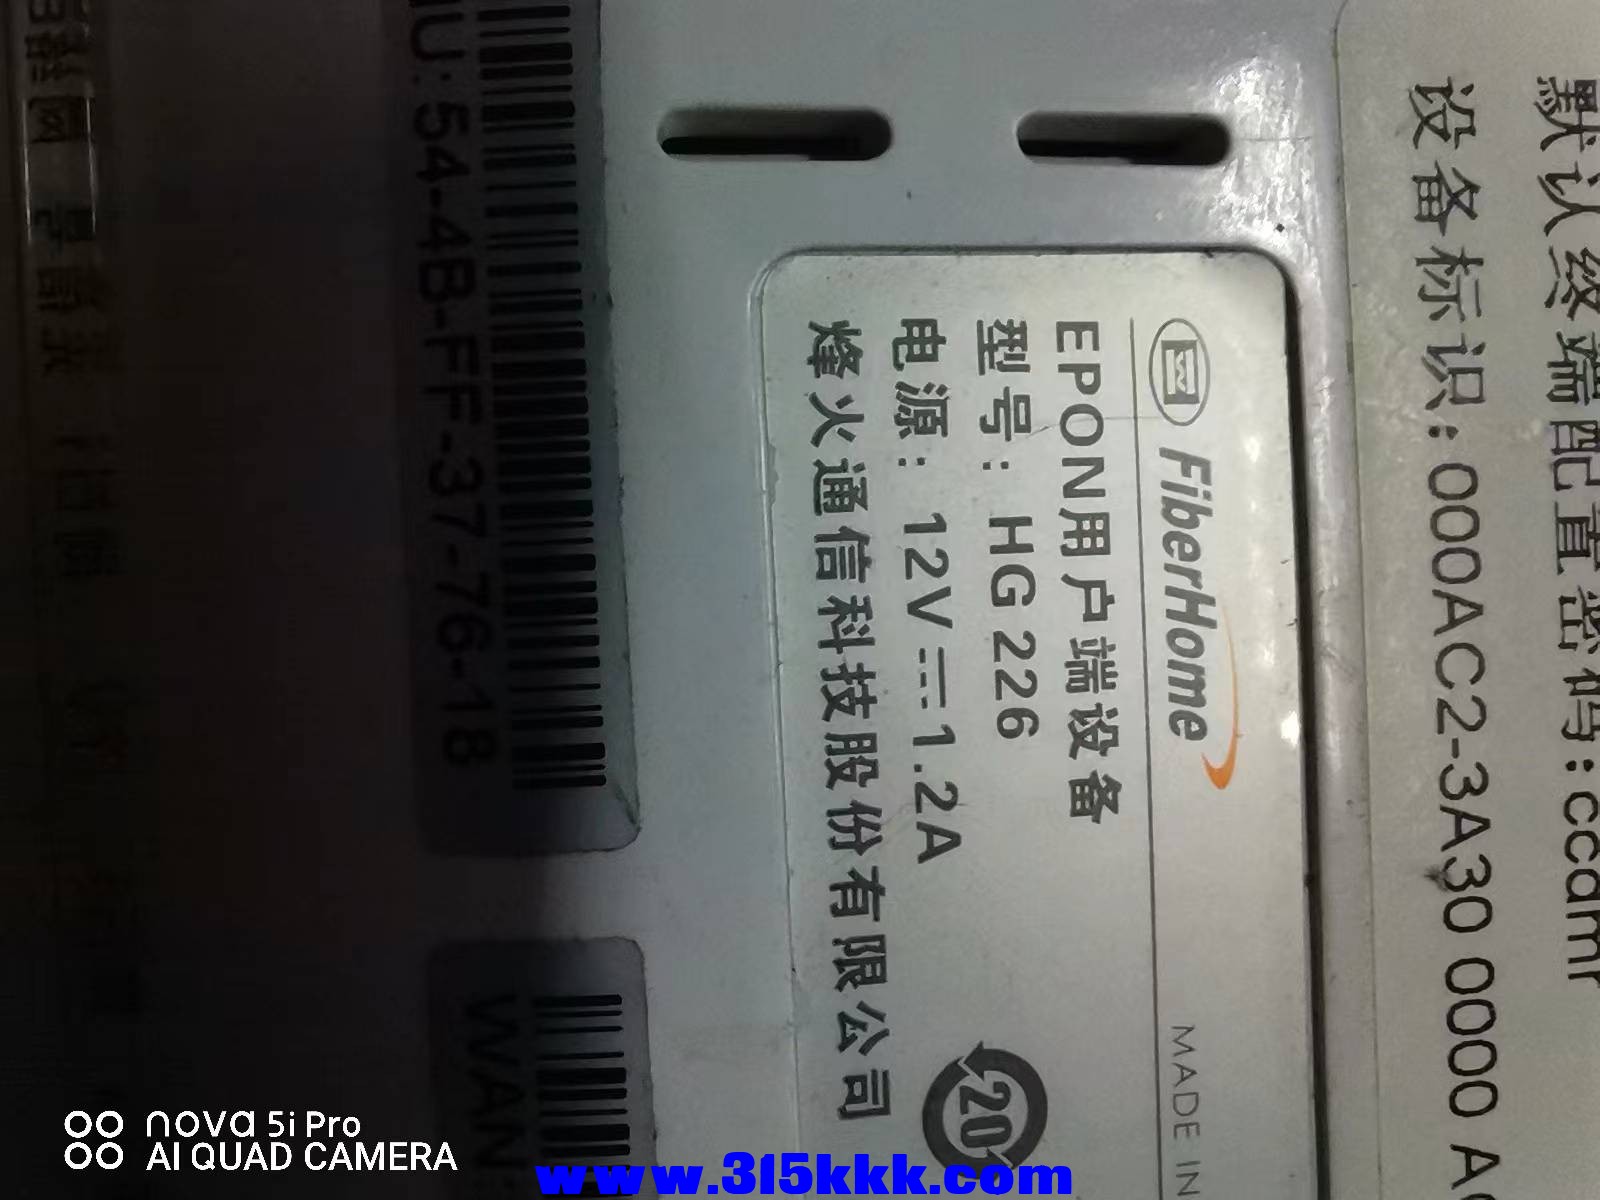 默认终端配置密码:ccamr
设备标识:000AC2-3A30 0000 AC
FiberHome
MADE IN
EPON用户端设备
型号: HG226
电源: 12V⎓1.2A
烽火通信科技股份有限公司
20
MU:54-4B-FF-37-76-18
WAN
nova 5i Pro
AI QUAD CAMERA
www.315kkk.com